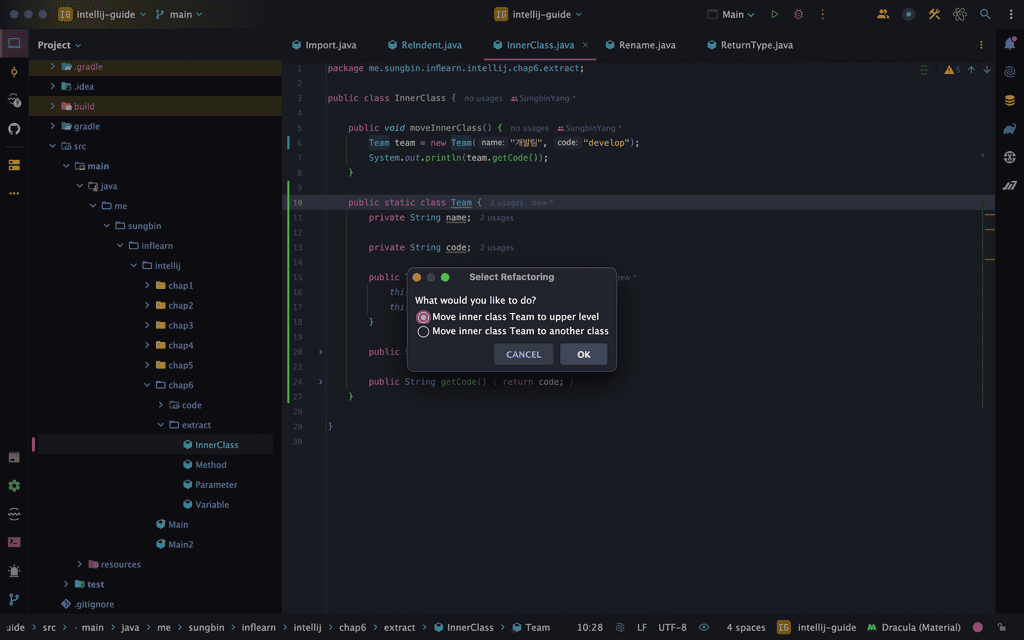 IG intellij-guide main
IG intellij-guide
Main
Project
Import.java ReIndent.java InnerClass.java Rename.java ReturnType.java
.gradle
.idea
build
gradle
src
main
java
me
sungbin
inflearn
intellij
chap1
chap2
chap3
chap4
chap5
chap6
code
extract
InnerClass
Method
Parameter
Variable
Main
Main2
resources
test
.gitignore
1 package me.sungbin.inflearn.intellij.chap6.extract; 5
2
3 public class InnerClass { no usages SungbinYang *
4
5 public void moveInnerClass() { no usages SungbinYang *
6 Team team = new Team( name: "개발팀", code: "develop");
7 System.out.println(team.getCode());
8 }
9
10 public static class Team { 2 usages new *
11 private String name; 2 usages
12
13 private String code; 2 usages
14
15 public new *
16 thi
17 thi
18 }
19
20 public
23
24 public String getCode() { return code; }
27 }
28
29 }
30
Select Refactoring
What would you like to do?
Move inner class Team to upper level
Move inner class Team to another class
CANCEL OK
uide > src > main > java > me > sungbin > inflearn > intellij > chap6 > extract > InnerClass > Team 10:28 LF UTF-8 4 spaces IG intellij-guide Dracula (Material)